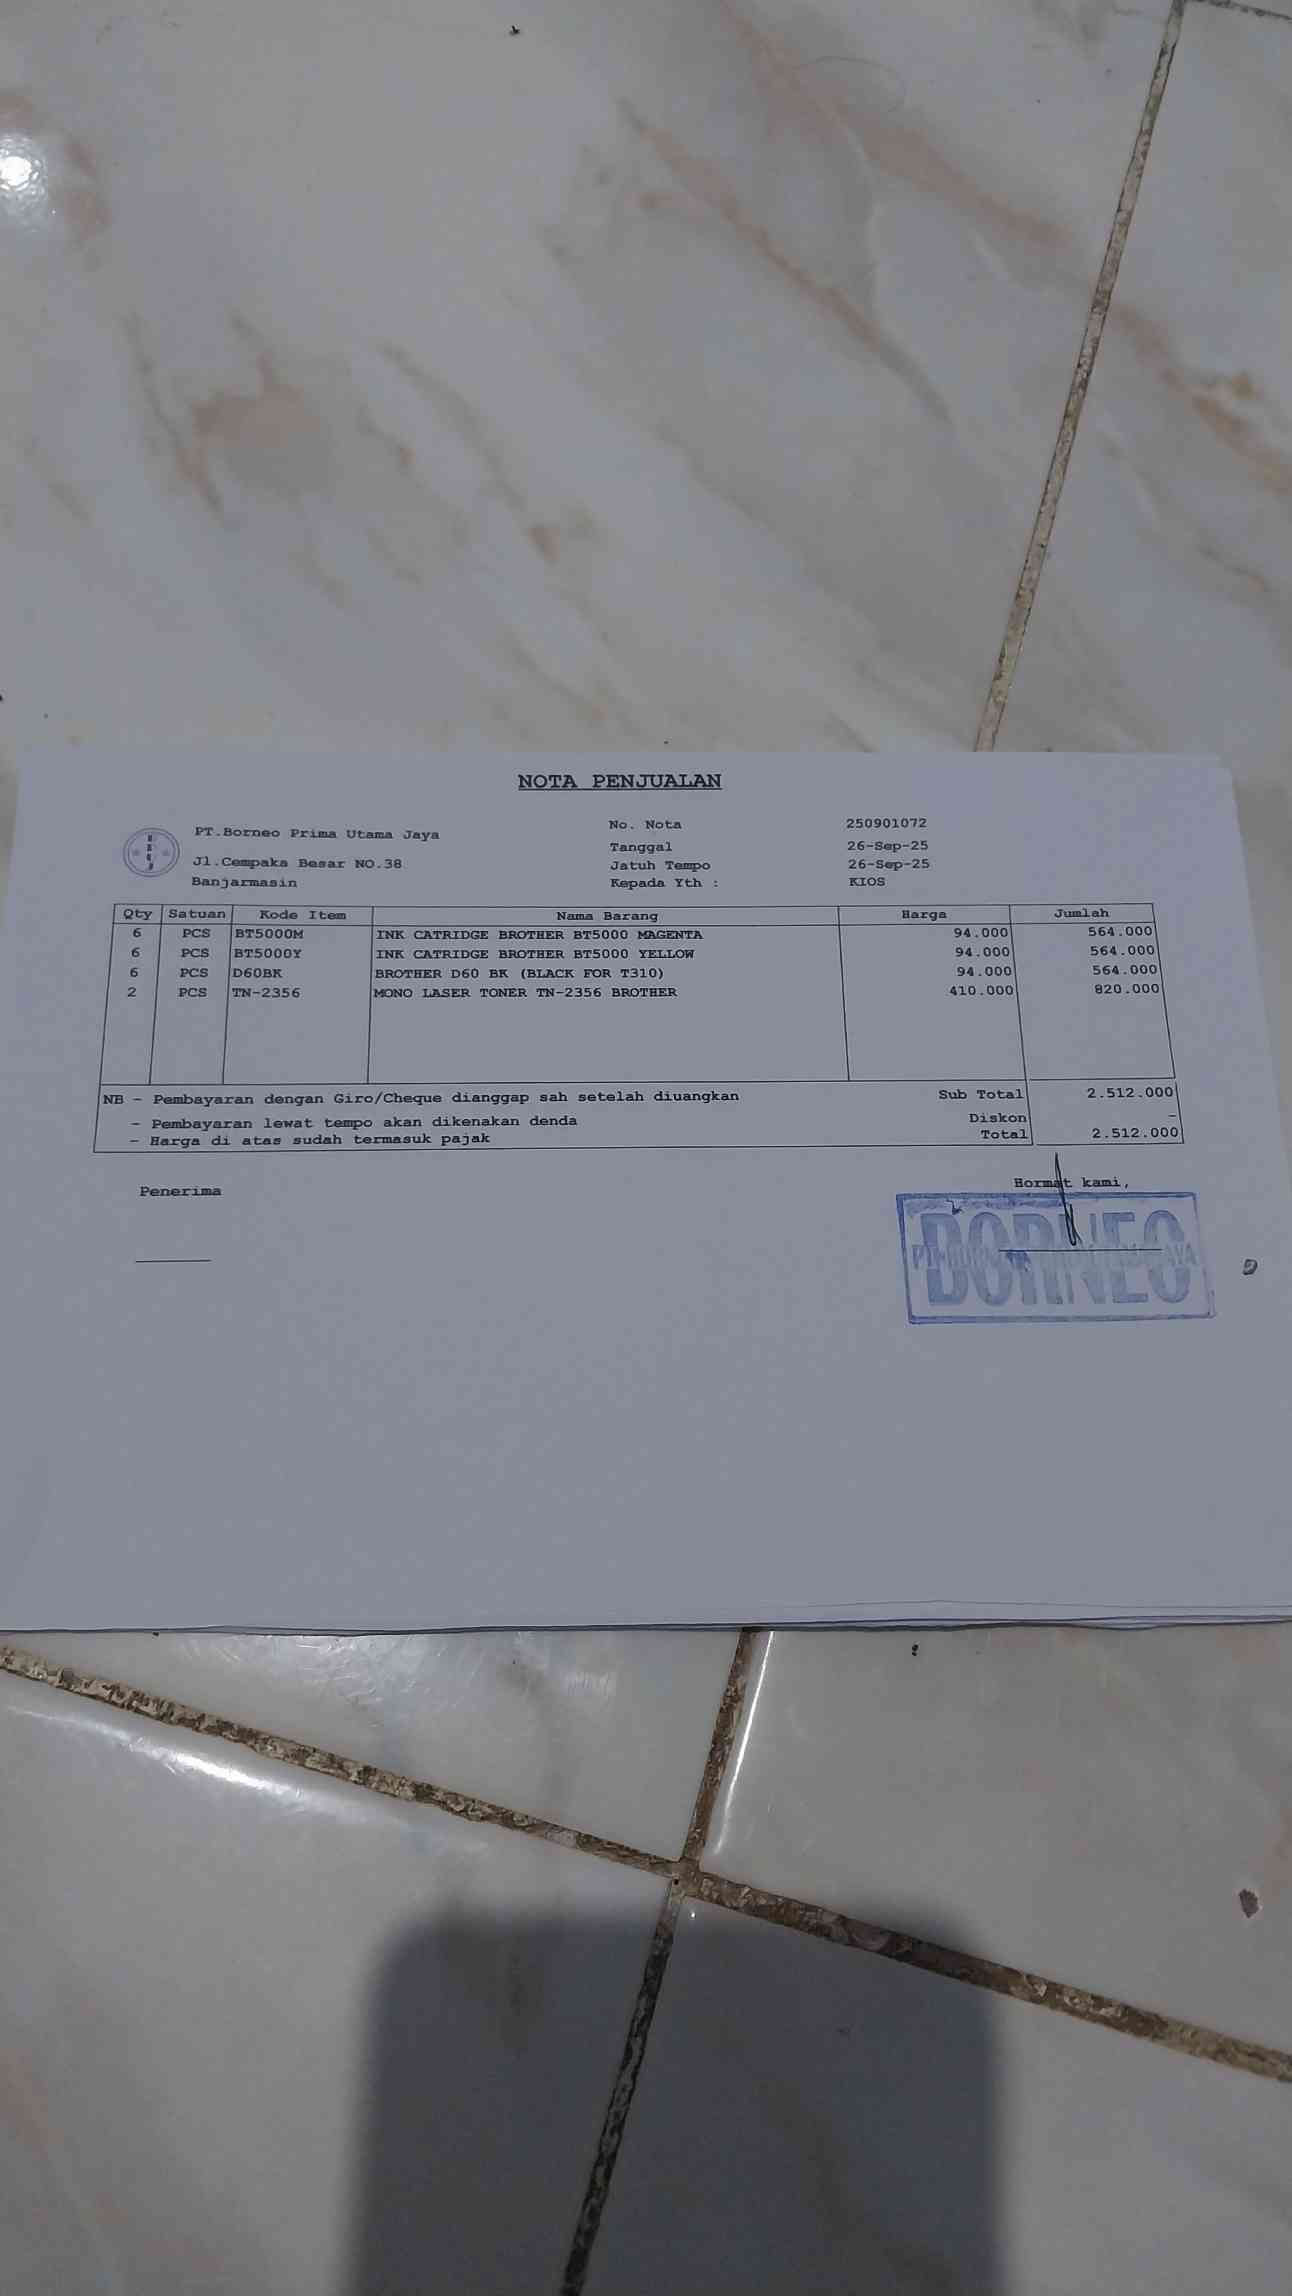 NOTA PENJUALAN
PT.Borneo Prima Utama Jaya
Jl.Cempaka Besar NO.38
Banjarmasin
No. Nota 250901072
Tanggal 26-Sep-25
Jatuh Tempo 26-Sep-25
Kepada Yth : KIOS
Qty Satuan Kode Item Nama Barang Harga Jumlah
6 PCS BT5000M INK CATRIDGE BROTHER BT5000 MAGENTA 94.000 564.000
6 PCS BT5000Y INK CATRIDGE BROTHER BT5000 YELLOW 94.000 564.000
6 PCS D60BK BROTHER D60 BK (BLACK FOR T310) 94.000 564.000
2 PCS TN-2356 MONO LASER TONER TN-2356 BROTHER 410.000 820.000
NB - Pembayaran dengan Giro/Cheque dianggap sah setelah diuangkan Sub Total 2.512.000
- Pembayaran lewat tempo akan dikenakan denda Diskon -
- Harga di atas sudah termasuk pajak Total 2.512.000
Penerima Hormat kami,
BORNEO